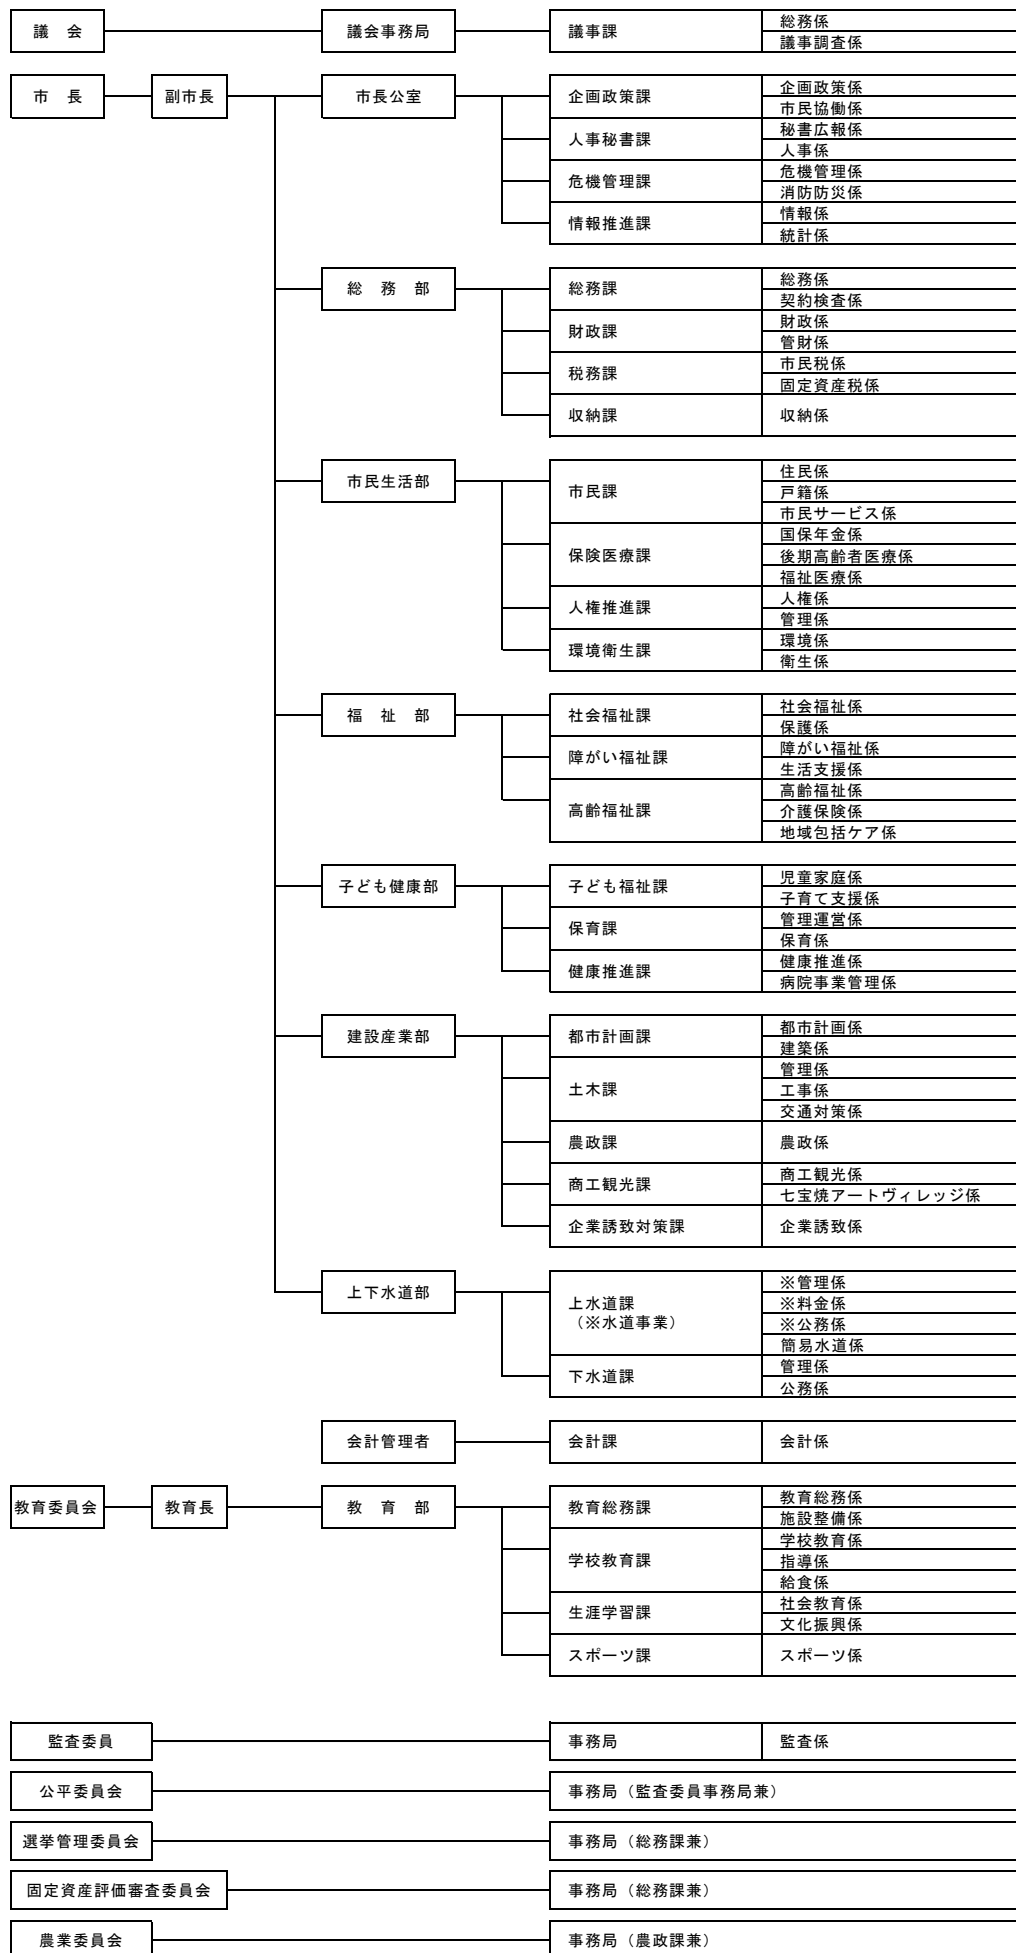 議　会
議会事務局
議事課
総務係
議事調査係
市　長
副市長
市長公室
企画政策課
企画政策係
市民協働係
人事秘書課
秘書広報係
人事係
危機管理課
危機管理係
消防防災係
情報推進課
情報係
統計係
総　務　部
総務課
総務係
契約検査係
財政課
財政係
管財係
税務課
市民税係
固定資産税係
収納課
収納係
市民生活部
市民課
住民係
戸籍係
市民サービス係
保険医療課
国保年金係
後期高齢者医療係
福祉医療係
人権推進課
人権係
管理係
環境衛生課
環境係
衛生係
福　祉　部
社会福祉課
社会福祉係
保護係
障がい福祉課
障がい福祉係
生活支援係
高齢福祉課
高齢福祉係
介護保険係
地域包括ケア係
子ども健康部
子ども福祉課
児童家庭係
子育て支援係
保育課
管理運営係
保育係
健康推進課
健康推進係
病院事業管理係
建設産業部
都市計画課
都市計画係
建築係
土木課
管理係
工事係
交通対策係
農政課
農政係
商工観光課
商工観光係
七宝焼アートヴィレッジ係
企業誘致対策課
企業誘致係
上下水道部
上水道課
（※水道事業）
※管理係
※料金係
※公務係
簡易水道係
下水道課
管理係
公務係
会計管理者
会計課
会計係
教育委員会
教育長
教　育　部
教育総務課
教育総務係
施設整備係
学校教育課
学校教育係
指導係
給食係
生涯学習課
社会教育係
文化振興係
スポーツ課
スポーツ係
監査委員
事務局
監査係
公平委員会
事務局（監査委員事務局兼）
選挙管理委員会
事務局（総務課兼）
固定資産評価審査委員会
事務局（総務課兼）
農業委員会
事務局（農政課兼）